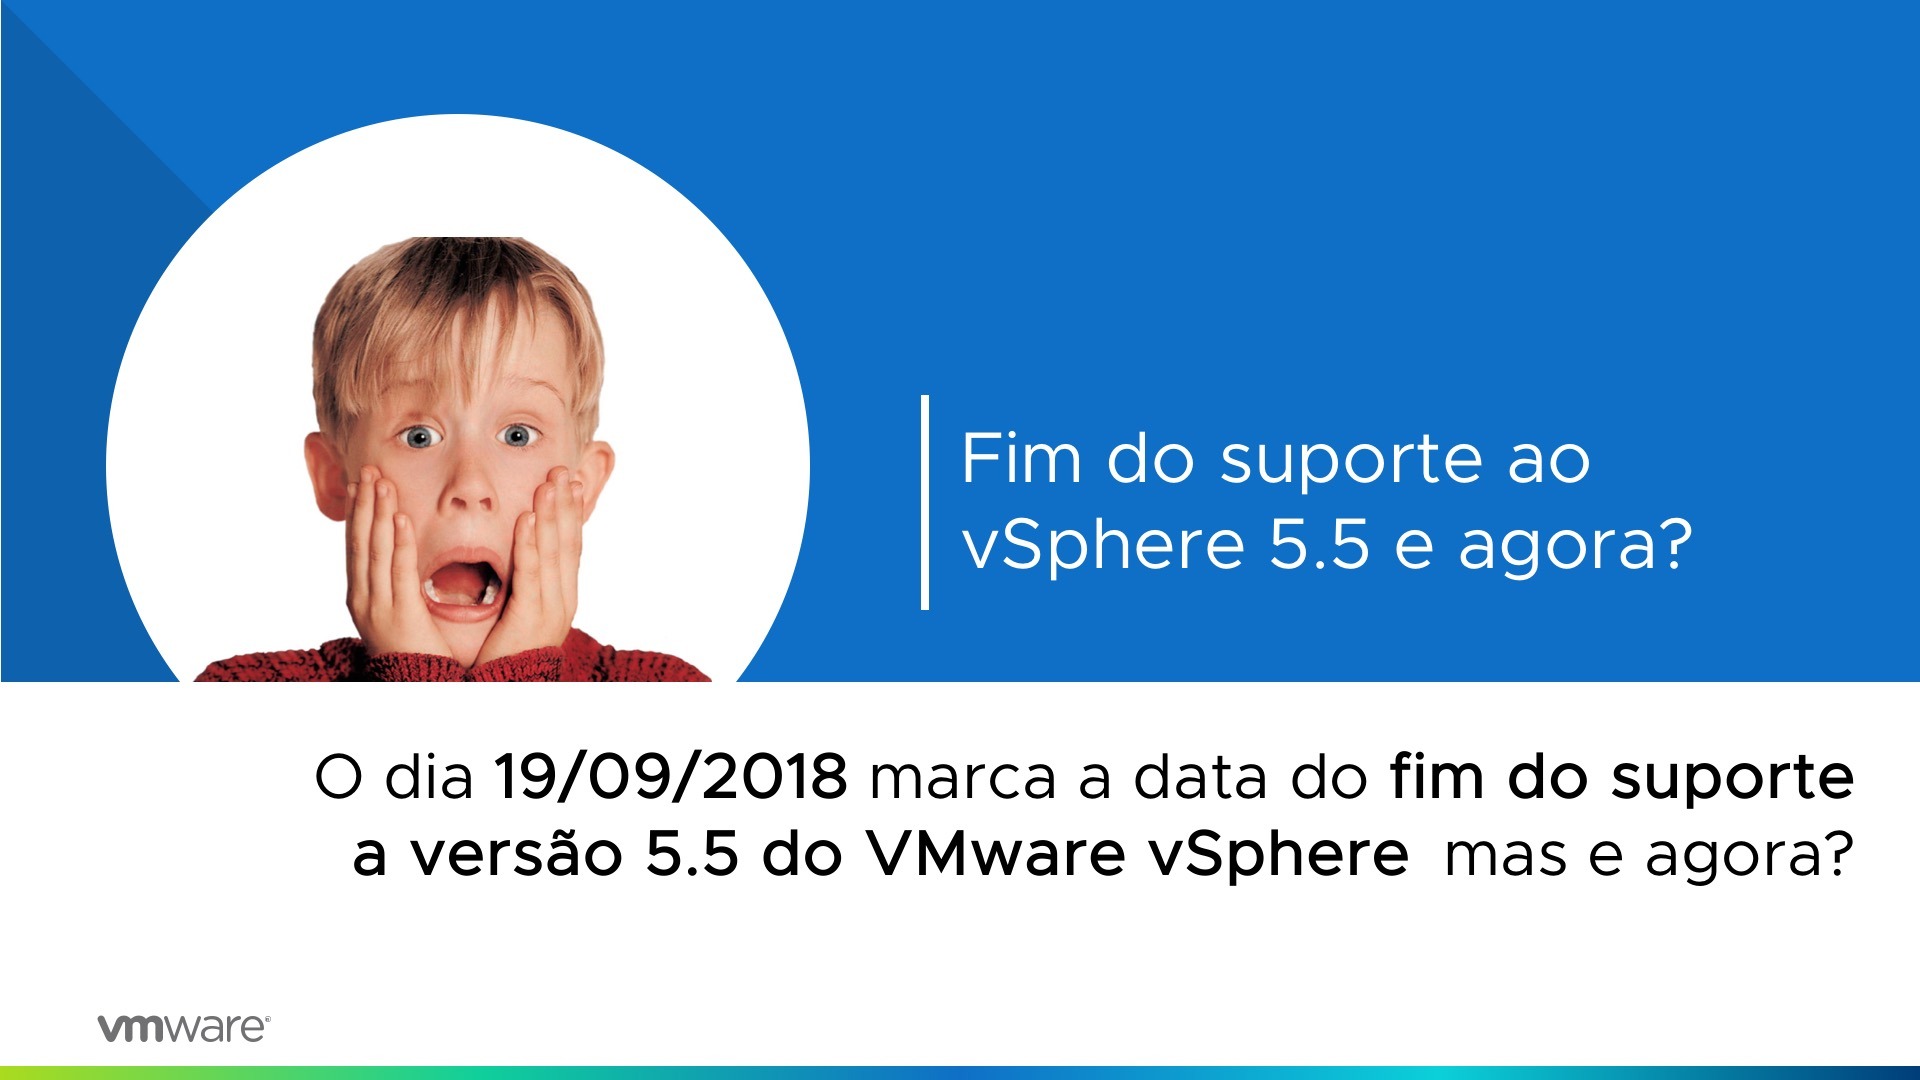 Fim do suporte ao
vSphere 5.5 e agora?
O dia 19/09/2018 marca a data do fim do suporte
a versão 5.5 do VMware vSphere mas e agora?
vmware®